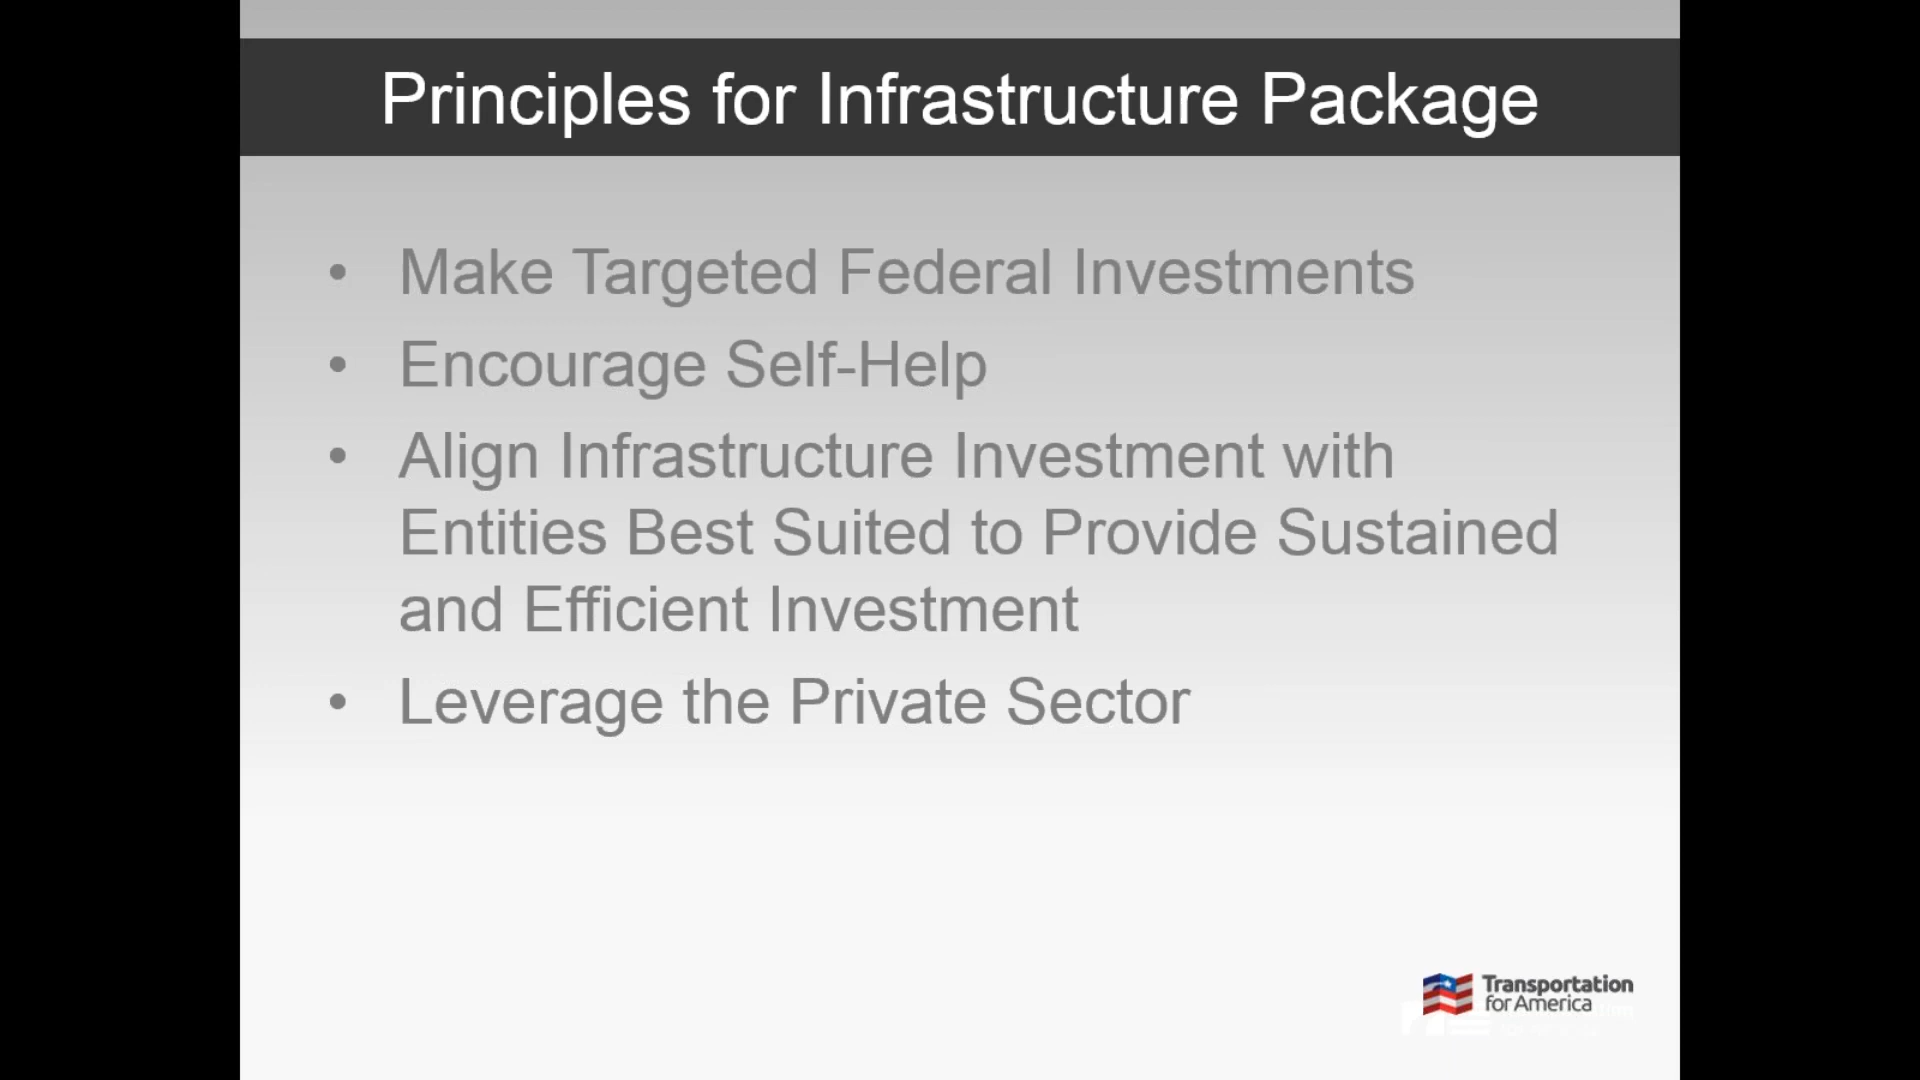 Principles for Infrastructure Package
• Make Targeted Federal Investments
• Encourage Self-Help
• Align Infrastructure Investment with
Entities Best Suited to Provide Sustained
and Efficient Investment
• Leverage the Private Sector
Transportation
for America